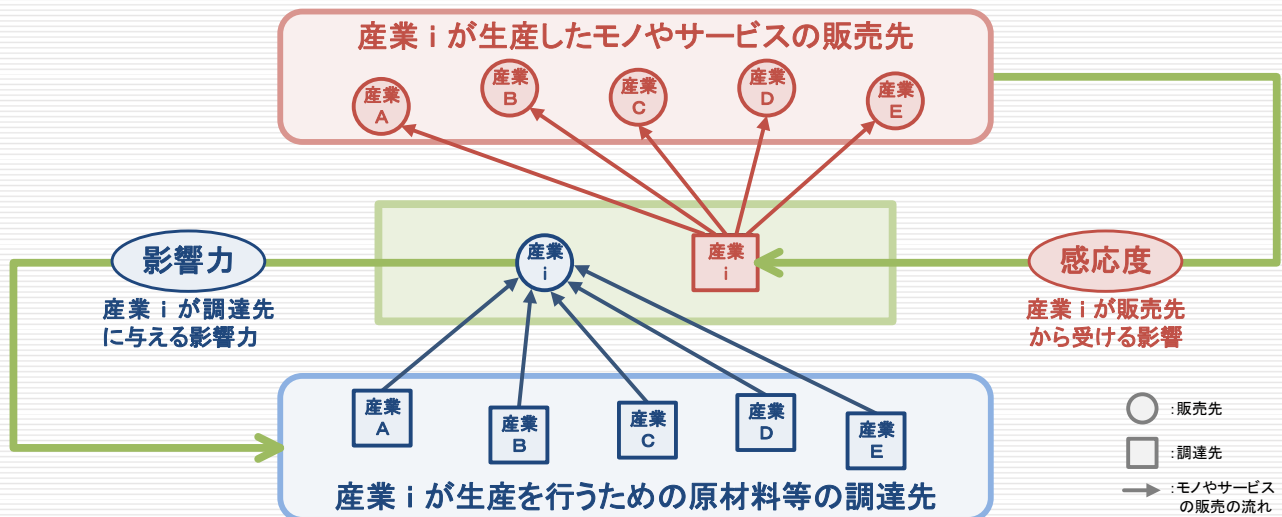 産業ｉが生産したモノやサービスの販売先
産業
A
産業
B
産業
C
産業
D
産業
E
影響力
産業ｉが調達先
に与える影響力
産業
i
産業
i
感応度
産業ｉが販売先
から受ける影響
産業
A
産業
B
産業
C
産業
D
産業
E
産業ｉが生産を行うための原材料等の調達先
:販売先
:調達先
:モノやサービス
の販売の流れ